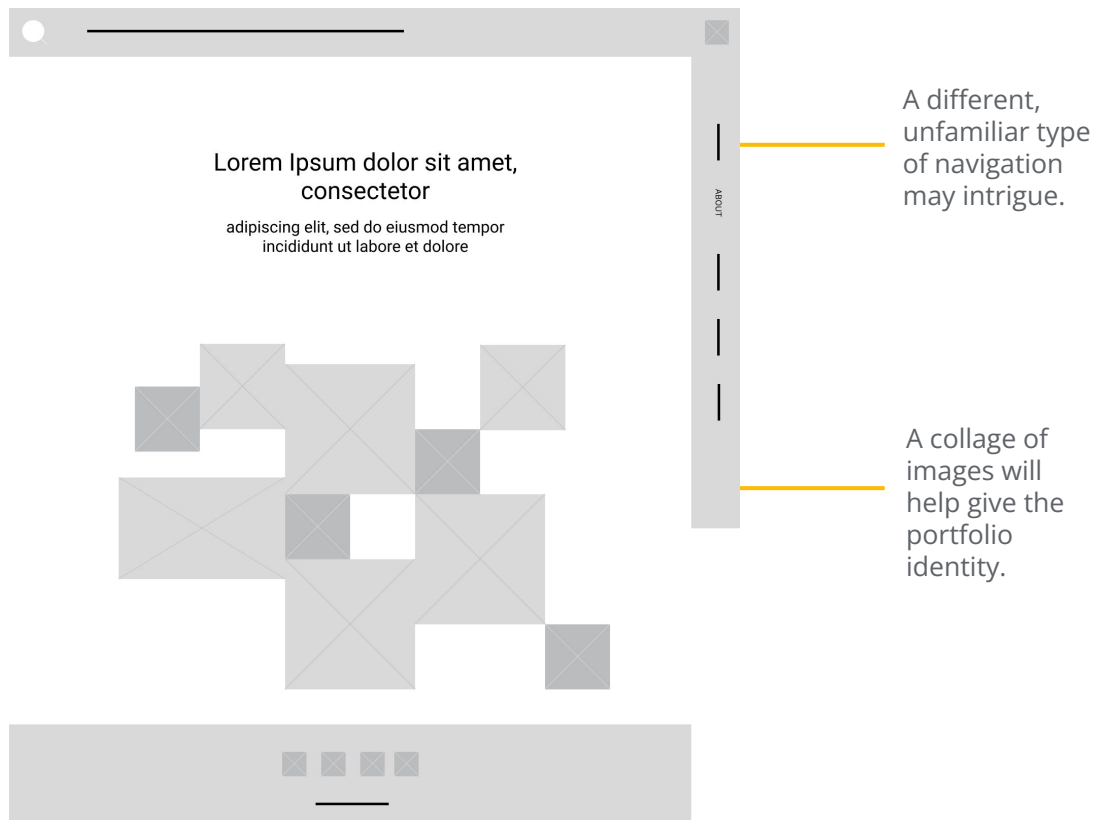 Lorem Ipsum dolor sit amet,
consectetor
adipiscing elit, sed do eiusmod tempor
incididunt ut labore et dolore
ABOUT
A different,
unfamiliar type
of navigation
may intrigue.
A collage of
images will
help give the
portfolio
identity.